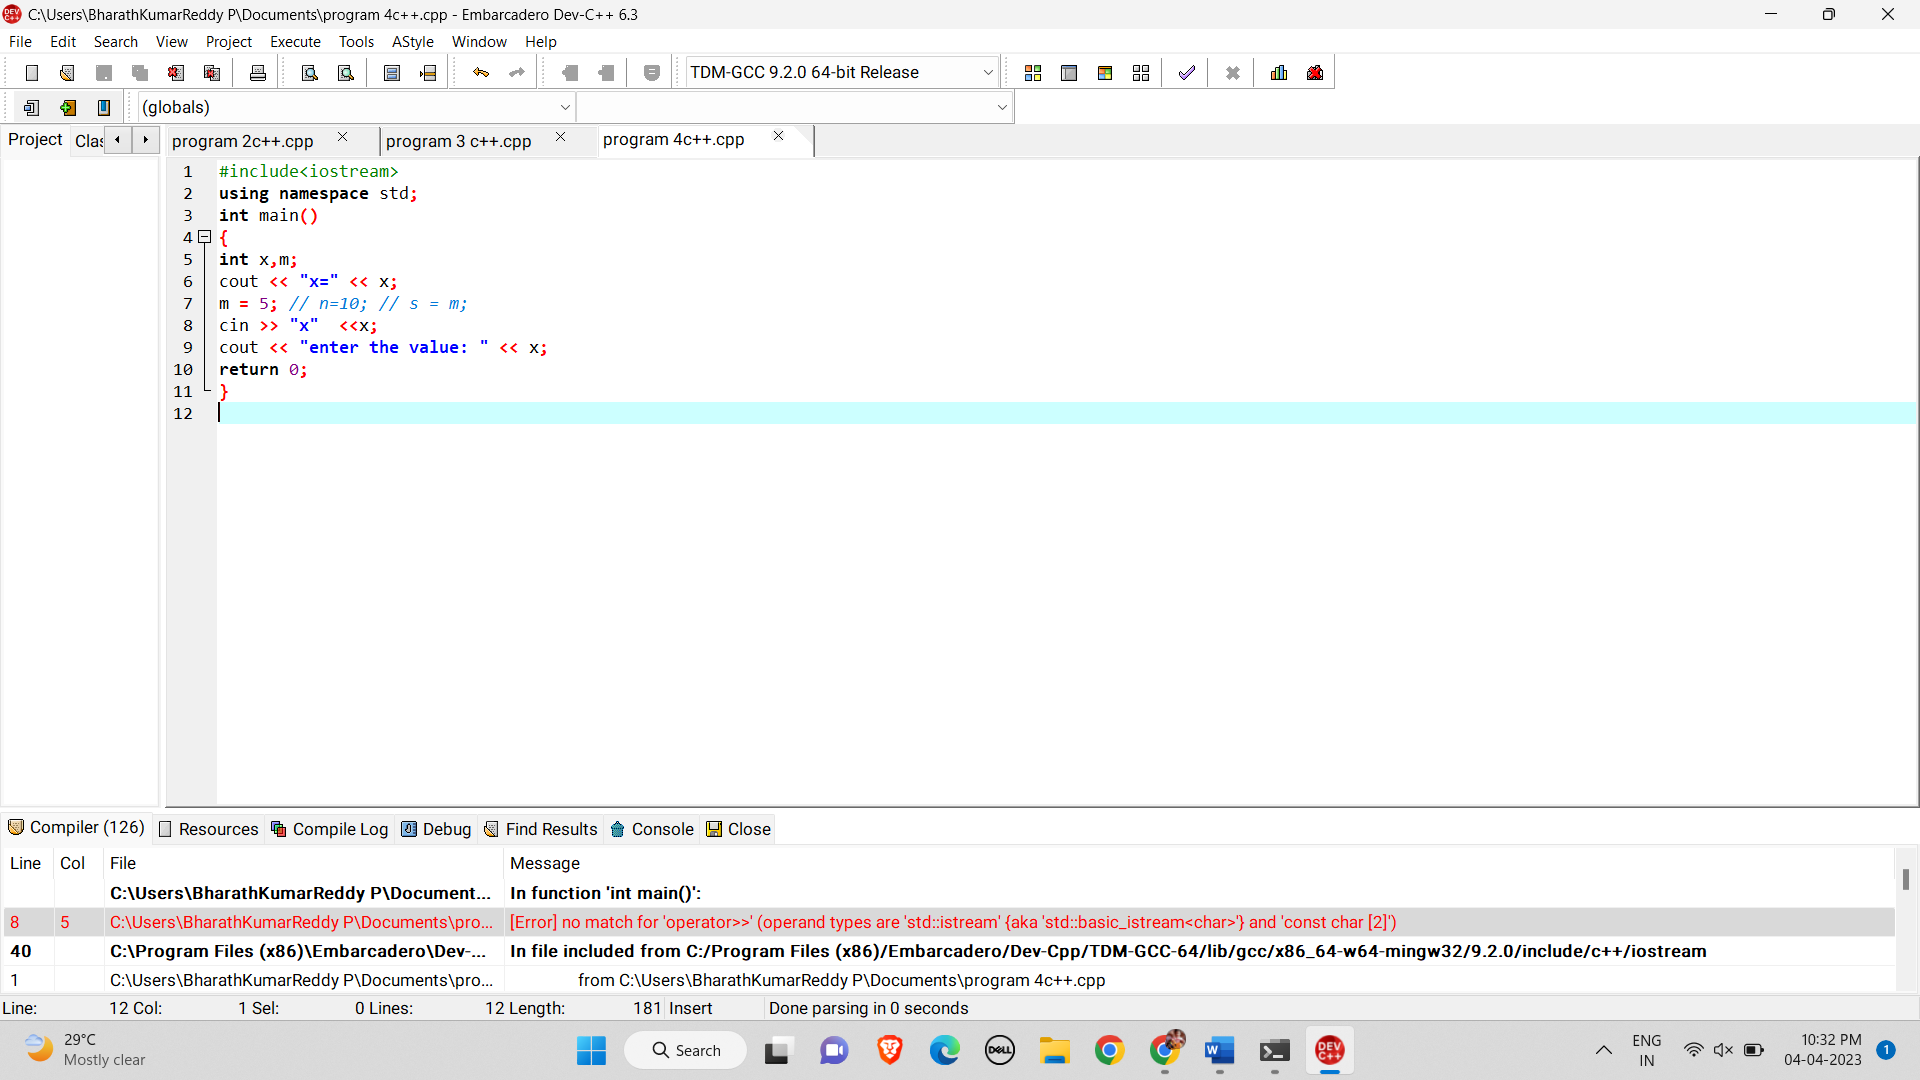 C:\Users\BharathKumarReddy P\Documents\program 4c++.cpp - Embarcadero Dev-C++ 6.3
File Edit Search View Project Execute Tools AStyle Window Help
TDM-GCC 9.2.0 64-bit Release
(globals)
Project Clas program 2c++.cpp program 3 c++.cpp program 4c++.cpp
1 #include<iostream>
2 using namespace std;
3 int main()
4 {
5 int x,m;
6 cout << "x=" << x;
7 m = 5; // n=10; // s = m;
8 cin >> "x"  <<x;
9 cout << "enter the value: " << x;
10 return 0;
11 }
12
Compiler (126) Resources Compile Log Debug Find Results Console Close
Line Col File Message
C:\Users\BharathKumarReddy P\Document... In function 'int main()':
8 5 C:\Users\BharathKumarReddy P\Documents\pro... [Error] no match for 'operator>>' (operand types are 'std::istream' {aka 'std::basic_istream<char>'} and 'const char [2]')
40 C:\Program Files (x86)\Embarcadero\Dev-... In file included from C:/Program Files (x86)/Embarcadero/Dev-Cpp/TDM-GCC-64/lib/gcc/x86_64-w64-mingw32/9.2.0/include/c++/iostream
1 C:\Users\BharathKumarReddy P\Documents\pro... from C:\Users\BharathKumarReddy P\Documents\program 4c++.cpp
Line: 12 Col: 1 Sel: 0 Lines: 12 Length: 181 Insert Done parsing in 0 seconds
29°C
Mostly clear
Search
DELL
DEV C++
ENG
IN
10:32 PM
04-04-2023
1